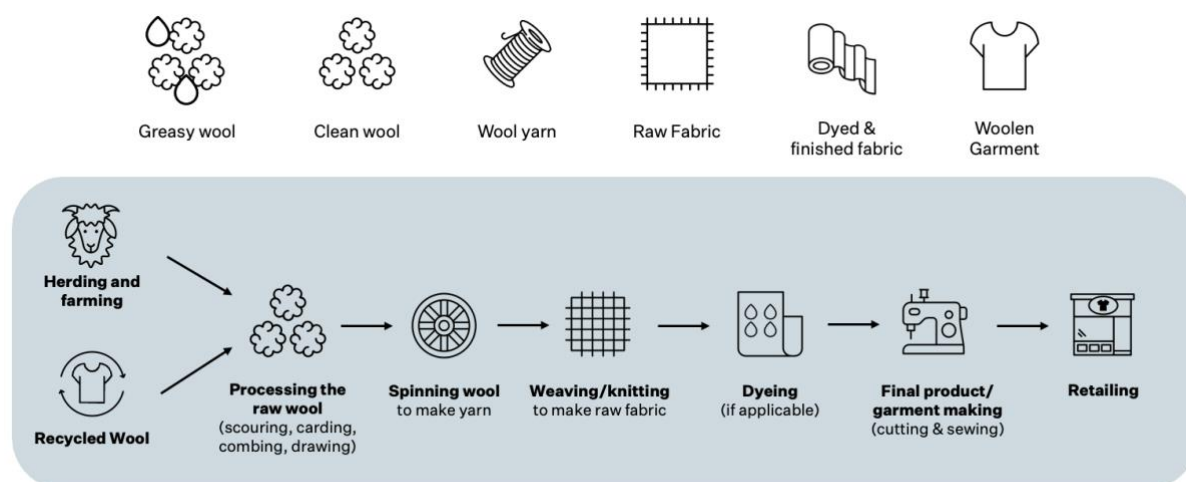 Greasy wool
Clean wool
Wool yarn
Raw Fabric
Dyed &
finished fabric
Woolen
Garment
Herding and
farming
Recycled Wool
Processing the
raw wool
(scouring, carding,
combing, drawing)
Spinning wool
to make yarn
Weaving/knitting
to make raw fabric
Dyeing
(if applicable)
Final product/
garment making
(cutting & sewing)
Retailing